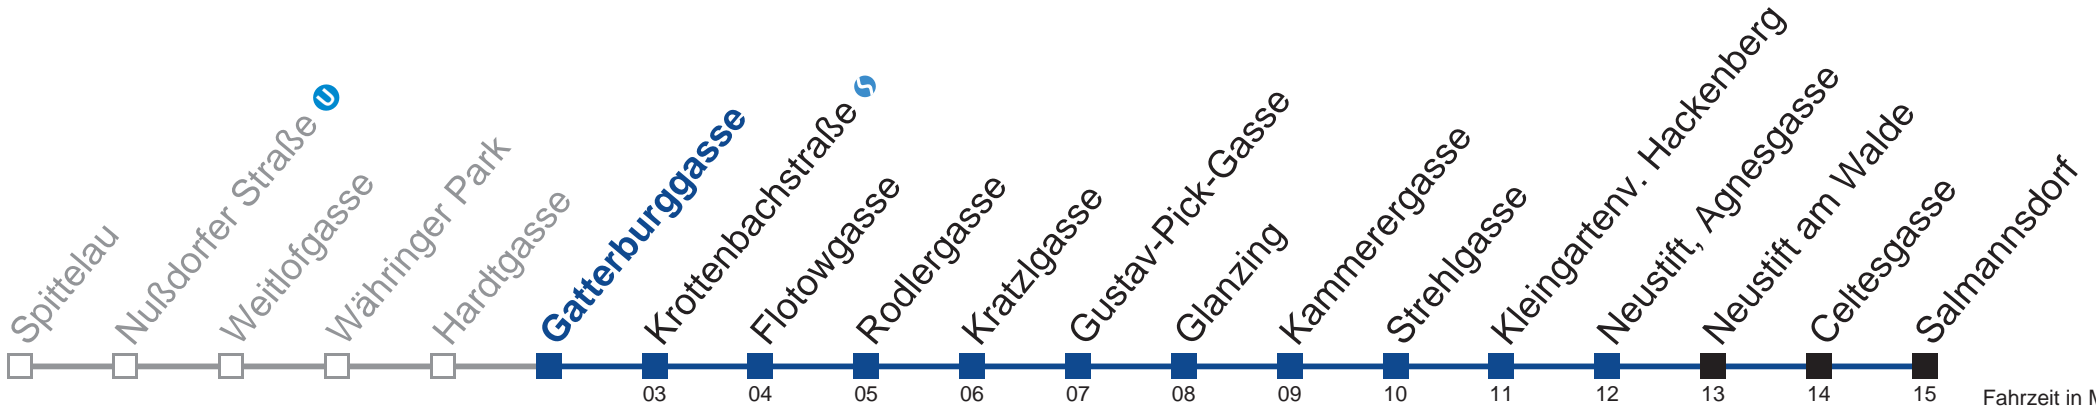 Spittelau
Nußdorfer Straße U
Weitlofgasse
Währinger Park
Hardtgasse
Gatterburggasse
Krottenbachstraße S
Flotowgasse
Rodlergasse
Kratzlgasse
Gustav-Pick-Gasse
Glanzing
Kammerergasse
Strehlgasse
Kleingartenv. Hackenberg
Neustift, Agnesgasse
Neustift am Walde
Celtesgasse
Salmannsdorf
03 04 05 06 07 08 09 10 11 12 13 14 15 Fahrzeit in M